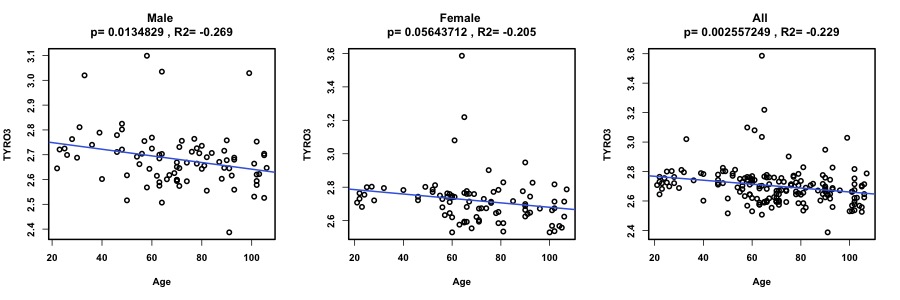 Male
p= 0.0134829 , R2= -0.269
TYRO3
3.1
3.0
2.9
2.8
2.7
2.6
2.5
2.4
20 40 60 80 100
Age
Female
p= 0.05643712 , R2= -0.205
TYRO3
3.6
3.4
3.2
3.0
2.8
2.6
20 40 60 80 100
Age
All
p= 0.002557249 , R2= -0.229
TYRO3
3.6
3.4
3.2
3.0
2.8
2.6
2.4
20 40 60 80 100
Age